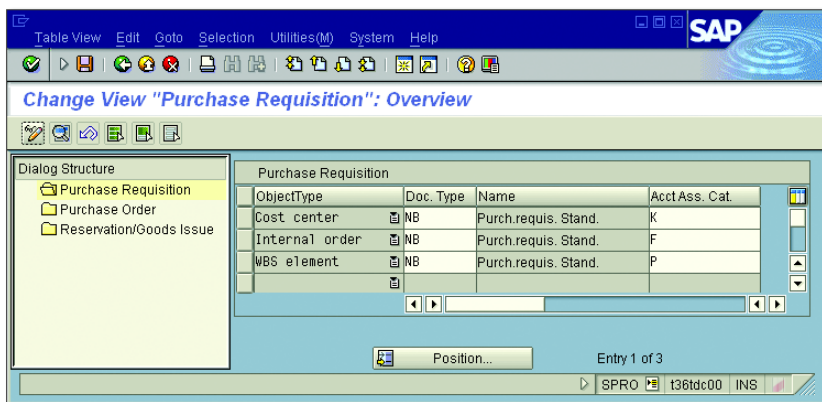 Table View Edit Goto Selection Utilities(M) System Help
SAP
Change View "Purchase Requisition": Overview
Dialog Structure
Purchase Requisition
Purchase Order
Reservation/Goods Issue
Purchase Requisition
ObjectType Doc. Type Name Acct Ass. Cat.
Cost center NB Purch.requis. Stand. K
Internal order NB Purch.requis. Stand. F
WBS element NB Purch.requis. Stand. P
Position... Entry 1 of 3
SPRO t36tdc00 INS